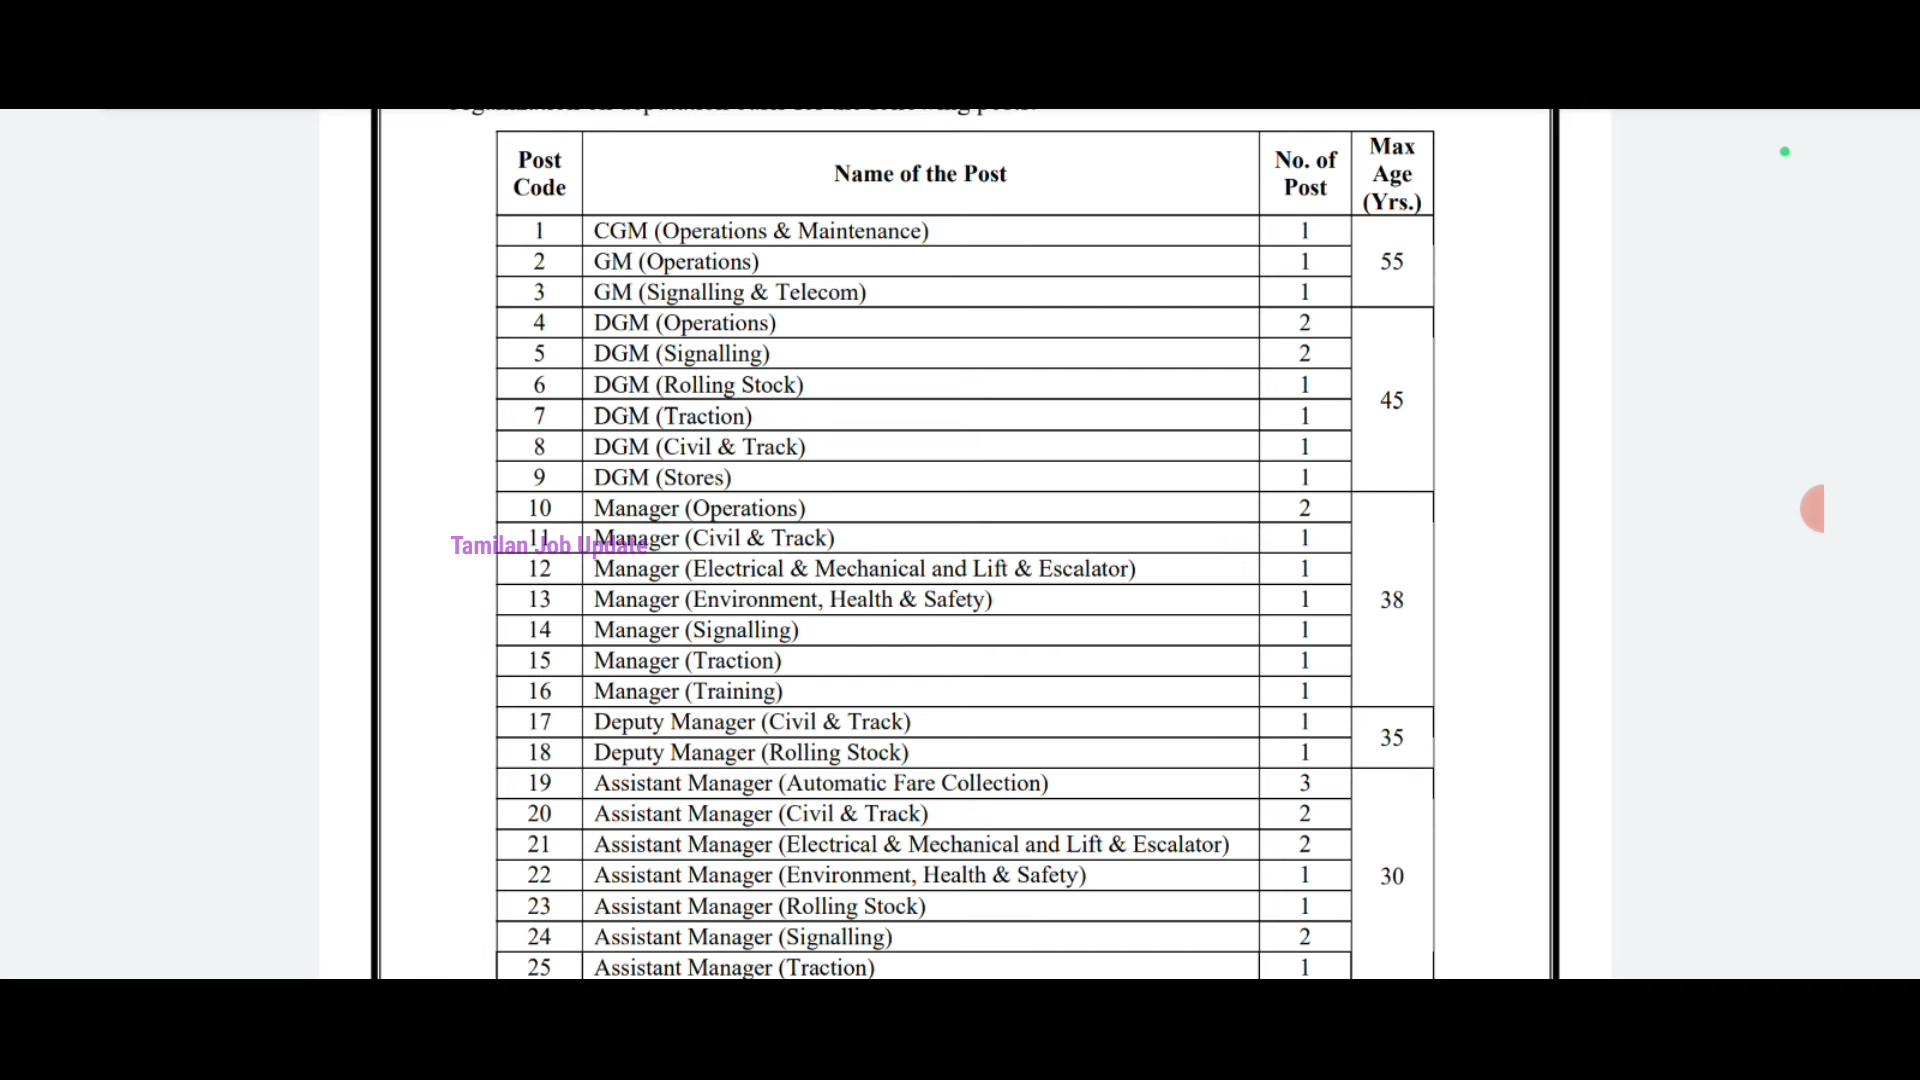 organization on deputation basis for the following posts:
Post Code Name of the Post No. of Post Max Age (Yrs.)
1 CGM (Operations & Maintenance) 1
2 GM (Operations) 1 55
3 GM (Signalling & Telecom) 1
4 DGM (Operations) 2
5 DGM (Signalling) 2
6 DGM (Rolling Stock) 1
45
7 DGM (Traction) 1
8 DGM (Civil & Track) 1
9 DGM (Stores) 1
10 Manager (Operations) 2
11 Manager (Civil & Track) 1
Tamilan Job Update
12 Manager (Electrical & Mechanical and Lift & Escalator) 1
13 Manager (Environment, Health & Safety) 1 38
14 Manager (Signalling) 1
15 Manager (Traction) 1
16 Manager (Training) 1
17 Deputy Manager (Civil & Track) 1
35
18 Deputy Manager (Rolling Stock) 1
19 Assistant Manager (Automatic Fare Collection) 3
20 Assistant Manager (Civil & Track) 2
21 Assistant Manager (Electrical & Mechanical and Lift & Escalator) 2
22 Assistant Manager (Environment, Health & Safety) 1 30
23 Assistant Manager (Rolling Stock) 1
24 Assistant Manager (Signalling) 2
25 Assistant Manager (Traction) 1